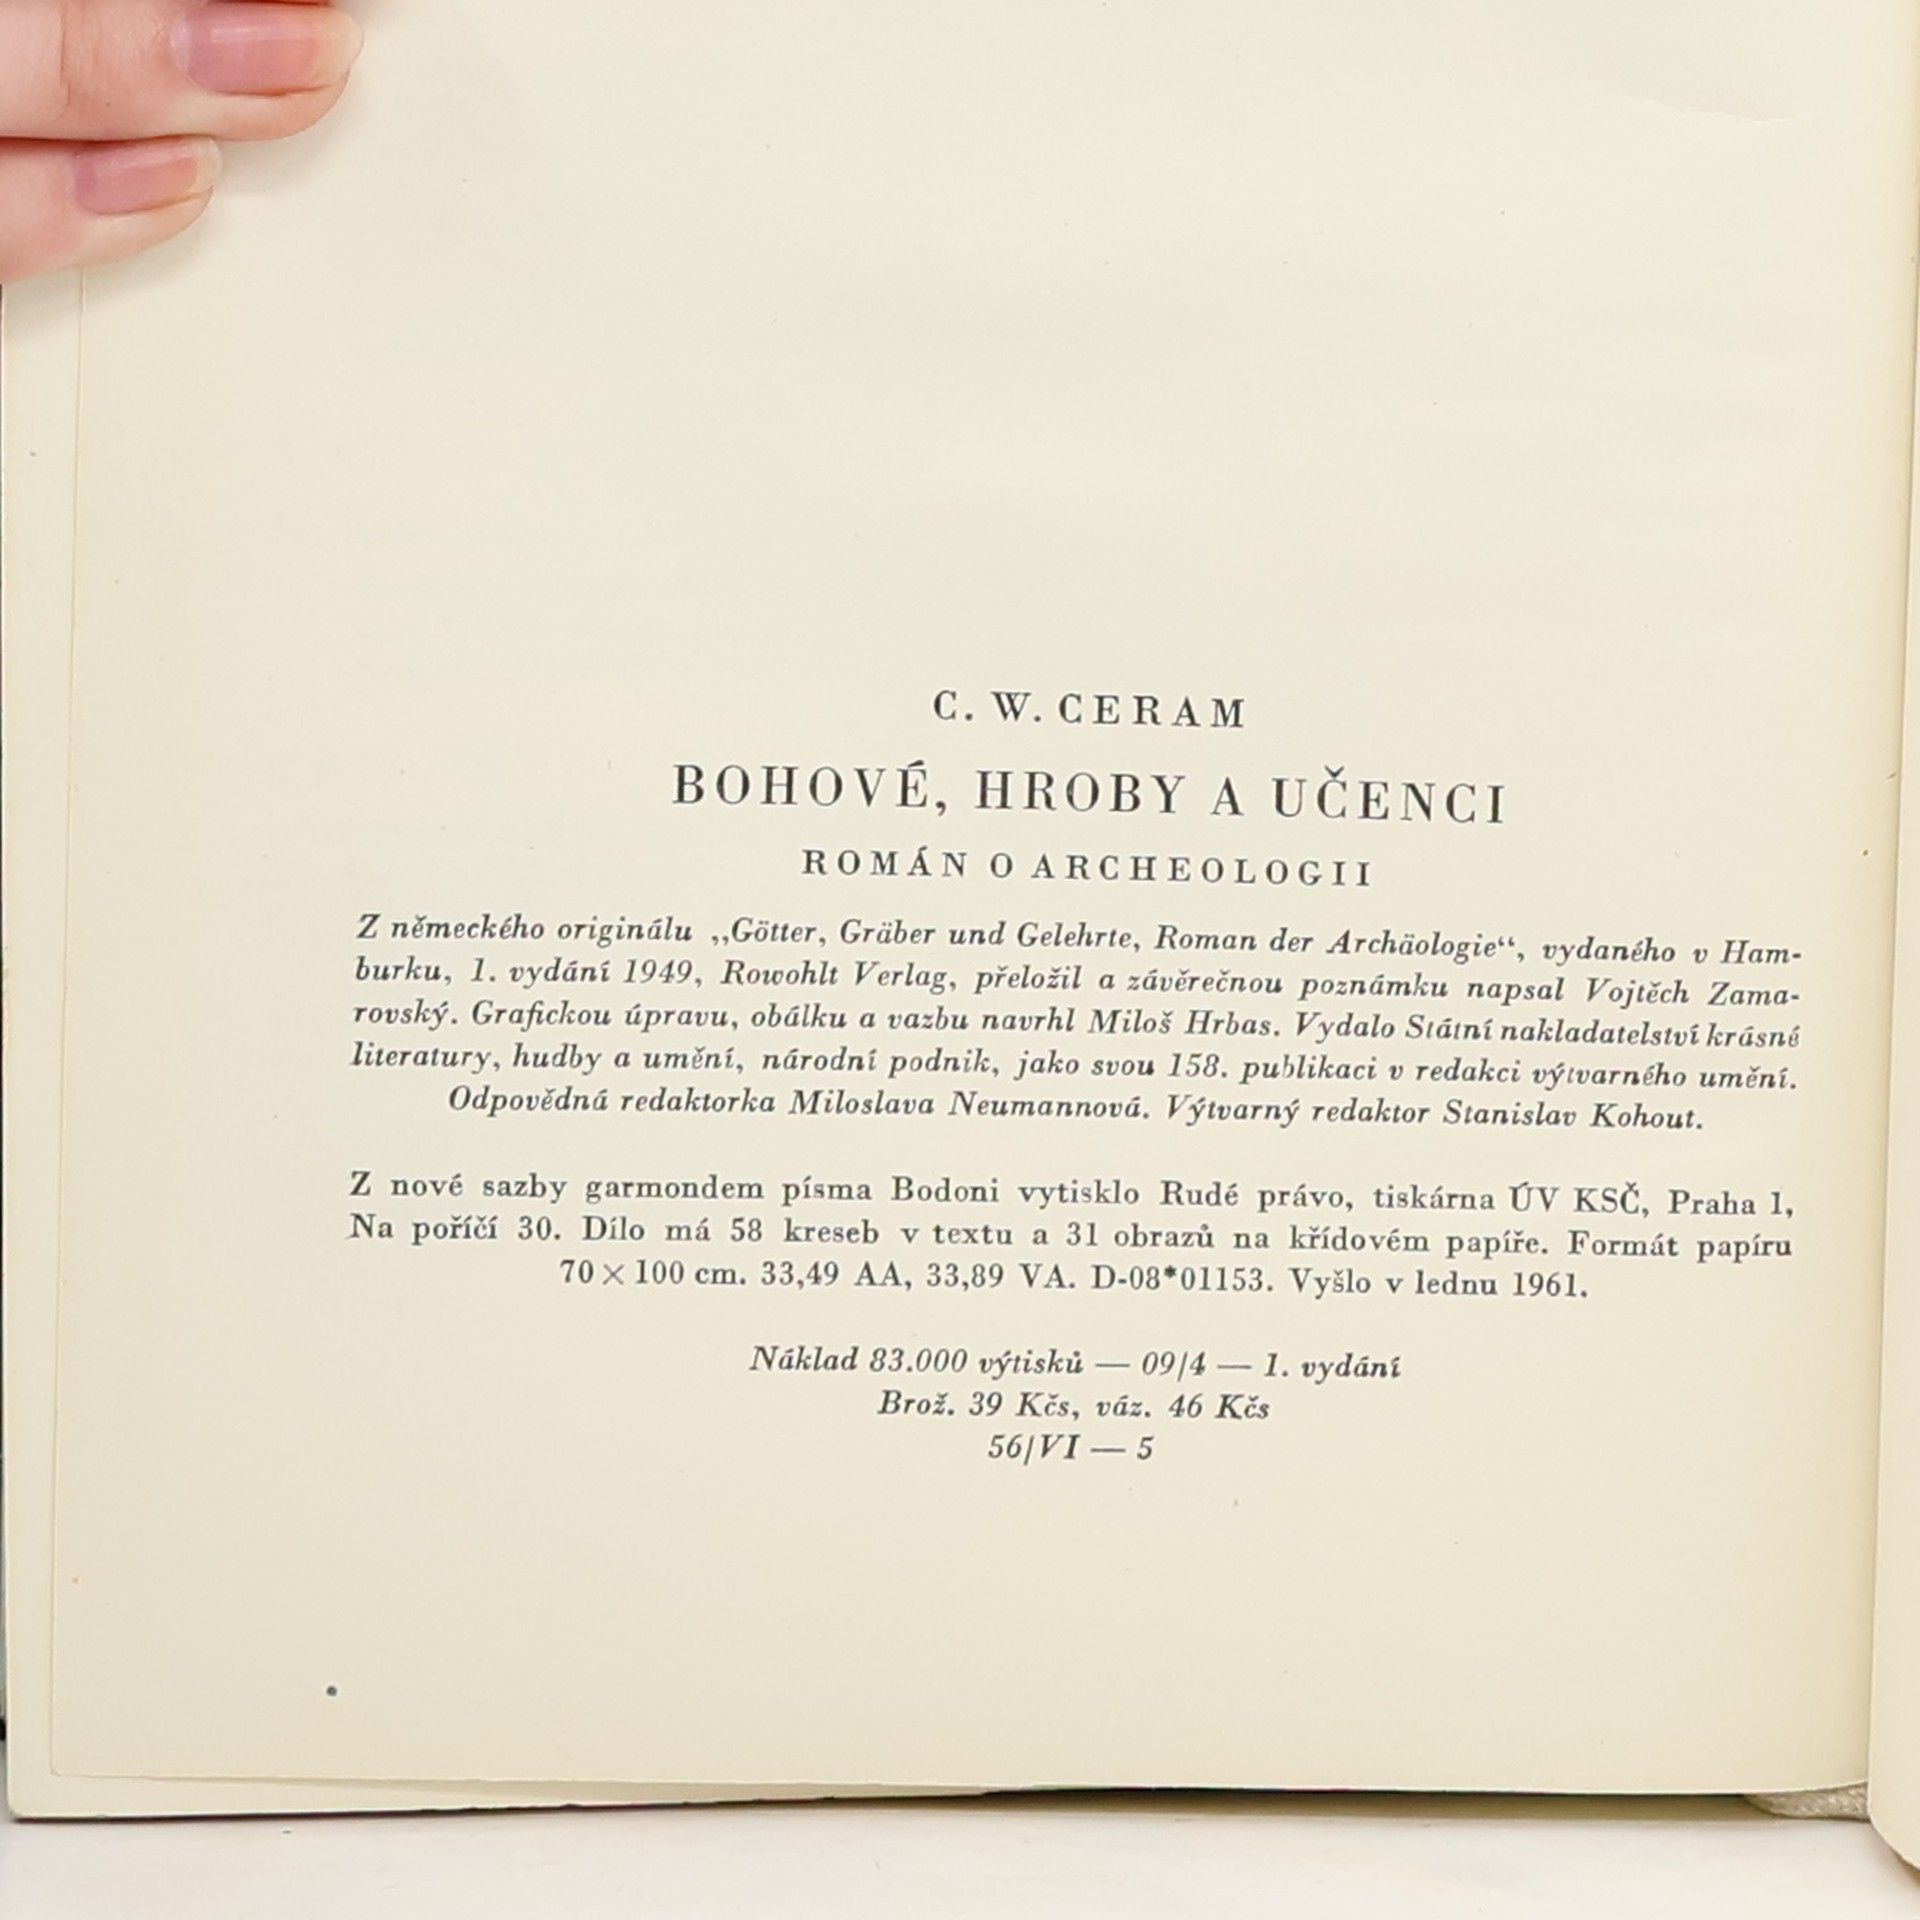 C. W. CERAM
BOHOVÉ, HROBY A UČENCI
ROMÁN O ARCHEOLOGII
Z německého originálu „Götter, Gräber und Gelehrte, Roman der Archäologie“, vydaného v Ham-
burku, 1. vydání 1949, Rowohlt Verlag, přeložil a závěrečnou poznámku napsal Vojtěch Zama-
rovský. Grafickou úpravu, obálku a vazbu navrhl Miloš Hrbas. Vydalo Státní nakladatelství krásné
literatury, hudby a umění, národní podnik, jako svou 158. publikaci v redakci výtvarného umění.
Odpovědná redaktorka Miloslava Neumannová. Výtvarný redaktor Stanislav Kohout.
Z nové sazby garmondem písma Bodoni vytisklo Rudé právo, tiskárna ÚV KSČ, Praha 1,
Na poříčí 30. Dílo má 58 kreseb v textu a 31 obrazů na křídovém papíře. Formát papíru
70 × 100 cm. 33,49 AA, 33,89 VA. D-08*01153. Vyšlo v lednu 1961.
Náklad 83.000 výtisků — 09/4 — 1. vydání
Brož. 39 Kčs, váz. 46 Kčs
56/VI — 5